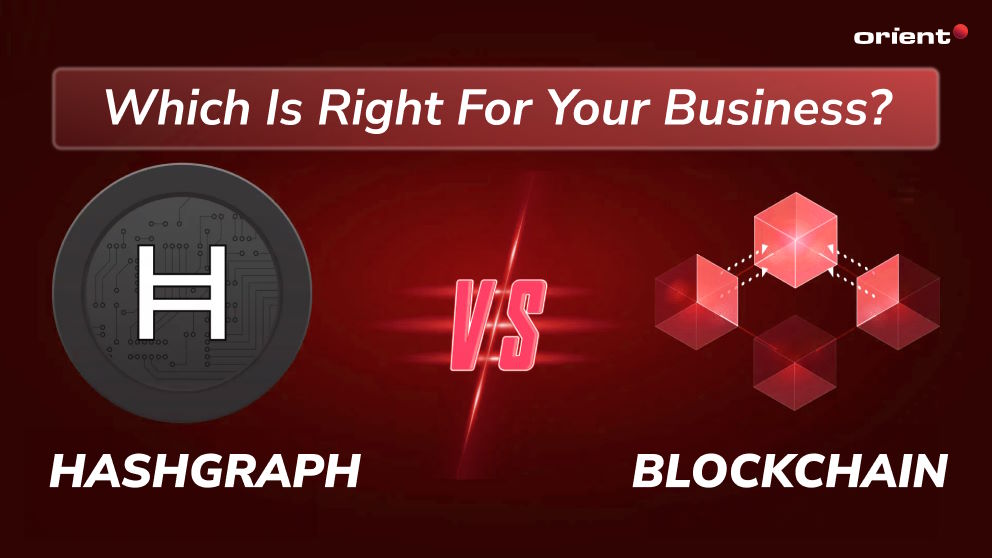 orient
Which Is Right For Your Business?
VS
HASHGRAPH
BLOCKCHAIN